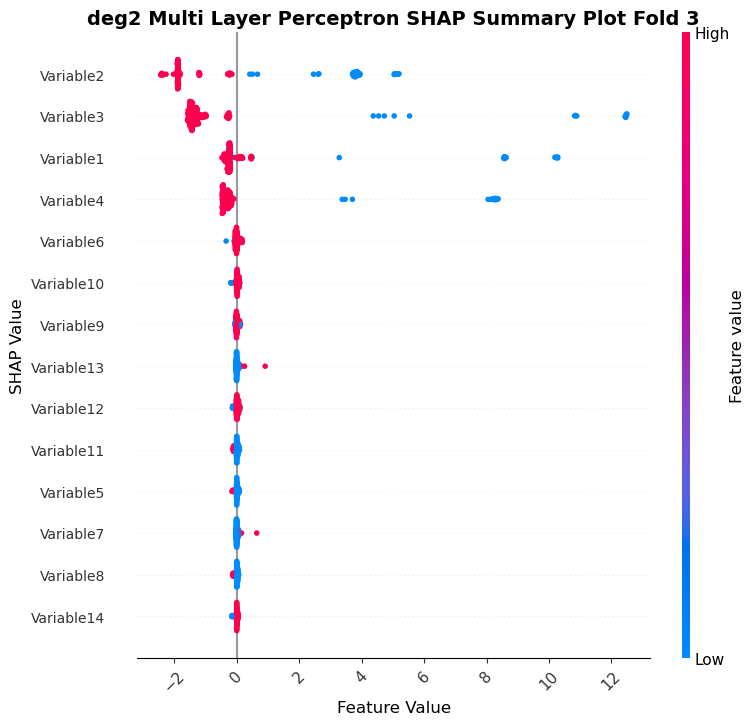 deg2 Multi Layer Perceptron SHAP Summary Plot Fold 3
High
Variable2
Variable3
Variable1
Variable4
Variable6
Variable10
Variable9
Variable13
Variable12
Variable11
Variable5
Variable7
Variable8
Variable14
SHAP Value
Feature value
Low
−2
0
2
4
6
8
10
12
Feature Value